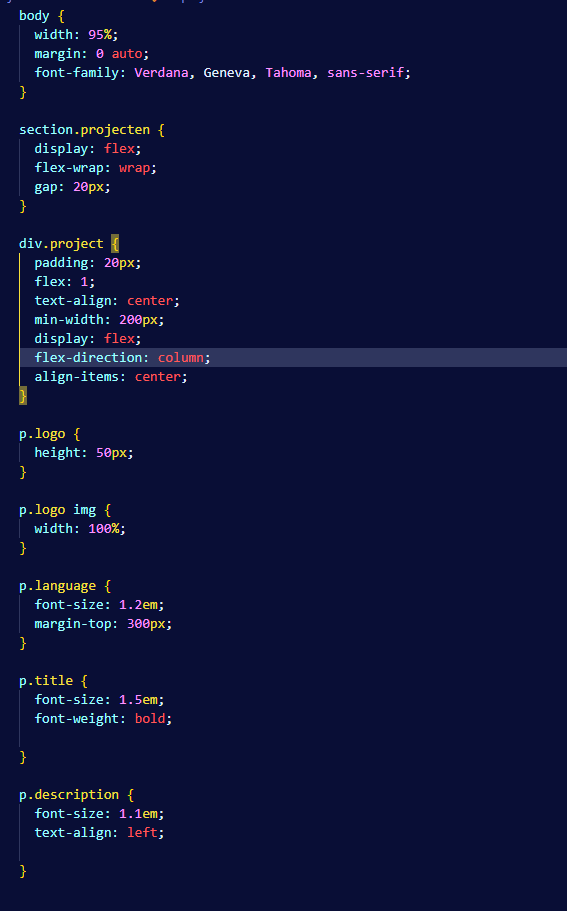 body {
  width: 95%;
  margin: 0 auto;
  font-family: Verdana, Geneva, Tahoma, sans-serif;
}

section.projecten {
  display: flex;
  flex-wrap: wrap;
  gap: 20px;
}

div.project {
  padding: 20px;
  flex: 1;
  text-align: center;
  min-width: 200px;
  display: flex;
  flex-direction: column;
  align-items: center;
}

p.logo {
  height: 50px;
}

p.logo img {
  width: 100%;
}

p.language {
  font-size: 1.2em;
  margin-top: 300px;
}

p.title {
  font-size: 1.5em;
  font-weight: bold;

}

p.description {
  font-size: 1.1em;
  text-align: left;

}